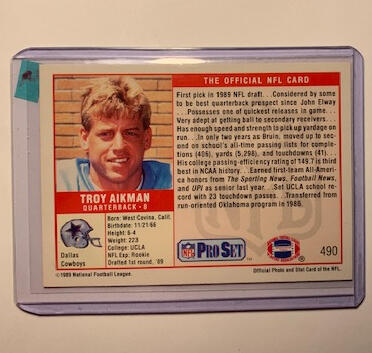 THE OFFICIAL NFL CARD
First pick in 1989 NFL draft...Considered by some
to be best quarterback prospect since John Elway
...Possesses one of quickest releases in game...
Very adept at getting ball to secondary receivers...
Has enough speed and strength to pick up yardage on
run...In only two years as Bruin, moved up to sec-
ond on school's all-time passing lists for comple-
tions (406), yards (5,298), and touchdowns (41)...
His college passing-efficiency rating of 149.7 is third
best in NCAA history...Earned first-team All-Amer-
ica honors from The Sporting News, Football News,
and UPI as senior last year...Set UCLA school rec-
ord with 23 touchdown passes...Transferred from
run-oriented Oklahoma program in 1986.
TROY AIKMAN
QUARTERBACK - 8
Born: West Covina, Calif.
Birthdate: 11/21/66
Height: 6-4
Weight: 223
College: UCLA
NFL Exp: Rookie
Drafted 1st round, '89
Dallas
Cowboys
©1989 National Football League.
NFL PRO SET™
490
Official Photo and Stat Card of the NFL.